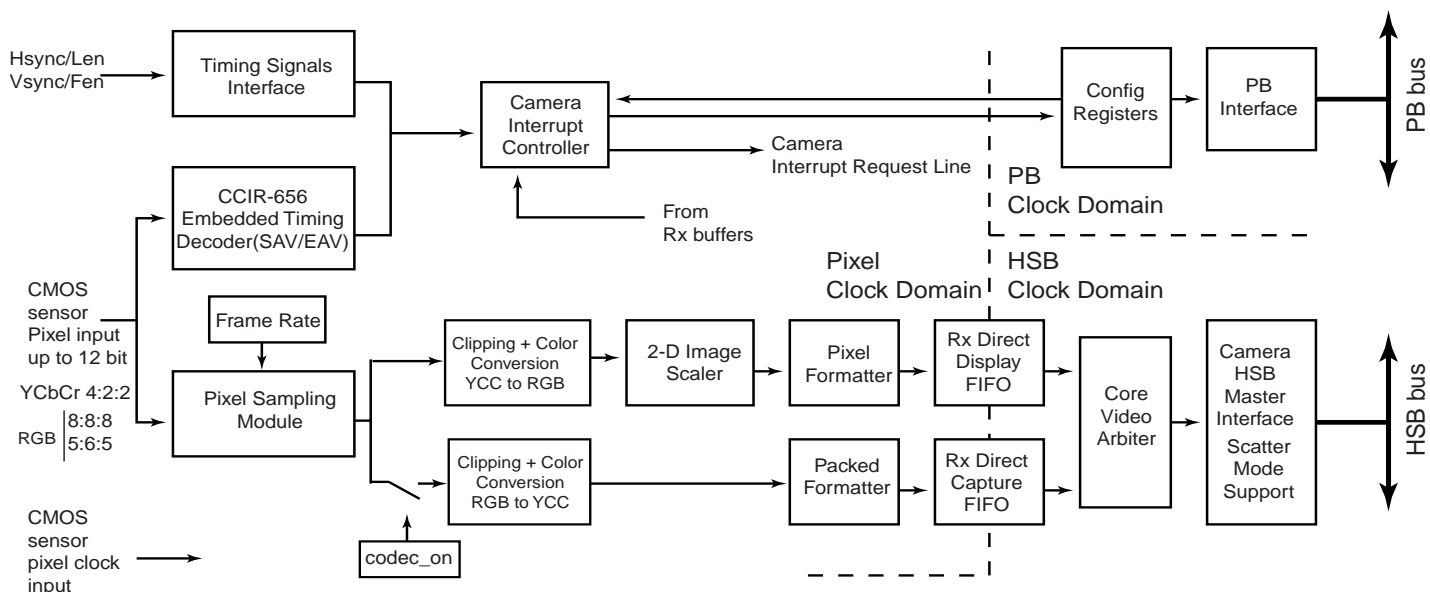 Hsync/Len
Vsync/Fen
Timing Signals
Interface
Camera
Interrupt
Controller
Config
Registers
PB
Interface
PB bus
Camera
Interrupt Request Line
PB
Clock Domain
CCIR-656
Embedded Timing
Decoder(SAV/EAV)
From
Rx buffers
Pixel
Clock Domain
HSB
Clock Domain
CMOS
sensor
Pixel input
up to 12 bit
YCbCr 4:2:2
RGB
8:8:8
5:6:5
Frame Rate
Pixel Sampling
Module
Clipping + Color
Conversion
YCC to RGB
2-D Image
Scaler
Pixel
Formatter
Rx Direct
Display
FIFO
Core
Video
Arbiter
Camera
HSB
Master
Interface
Scatter
Mode
Support
HSB bus
Clipping + Color
Conversion
RGB to YCC
Packed
Formatter
Rx Direct
Capture
FIFO
codec_on
CMOS
sensor
pixel clock
input